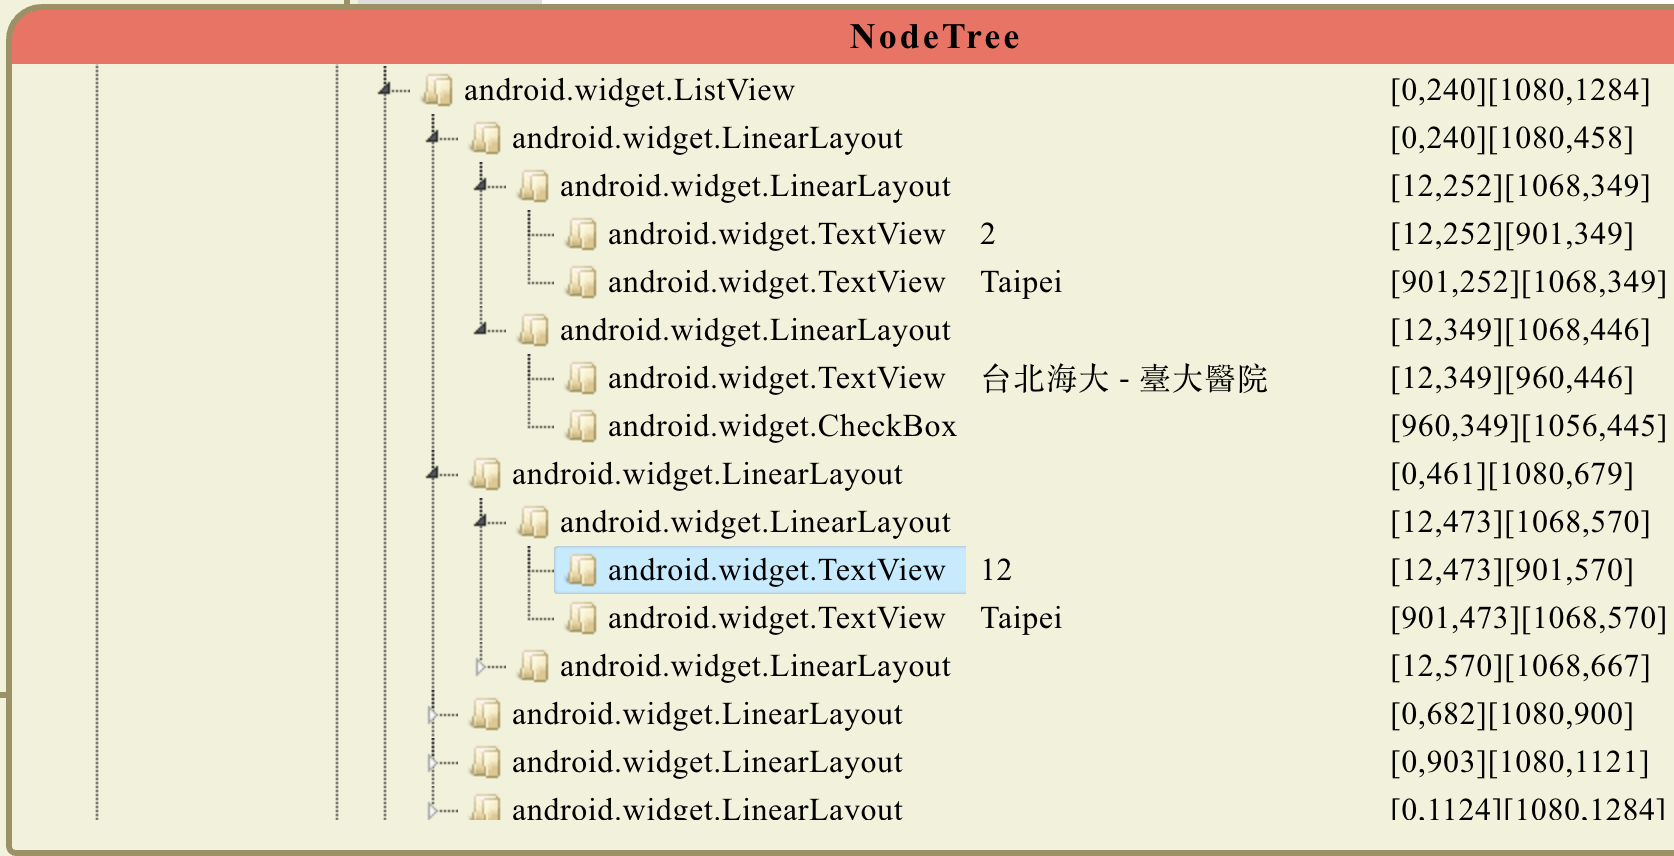 NodeTree
android.widget.ListView [0,240][1080,1284]
android.widget.LinearLayout [0,240][1080,458]
android.widget.LinearLayout [12,252][1068,349]
android.widget.TextView 2 [12,252][901,349]
android.widget.TextView Taipei [901,252][1068,349]
android.widget.LinearLayout [12,349][1068,446]
android.widget.TextView 台北海大 - 臺大醫院 [12,349][960,446]
android.widget.CheckBox [960,349][1056,445]
android.widget.LinearLayout [0,461][1080,679]
android.widget.LinearLayout [12,473][1068,570]
android.widget.TextView 12 [12,473][901,570]
android.widget.TextView Taipei [901,473][1068,570]
android.widget.LinearLayout [12,570][1068,667]
android.widget.LinearLayout [0,682][1080,900]
android.widget.LinearLayout [0,903][1080,1121]
android.widget.LinearLayout [0,1124][1080,1284]